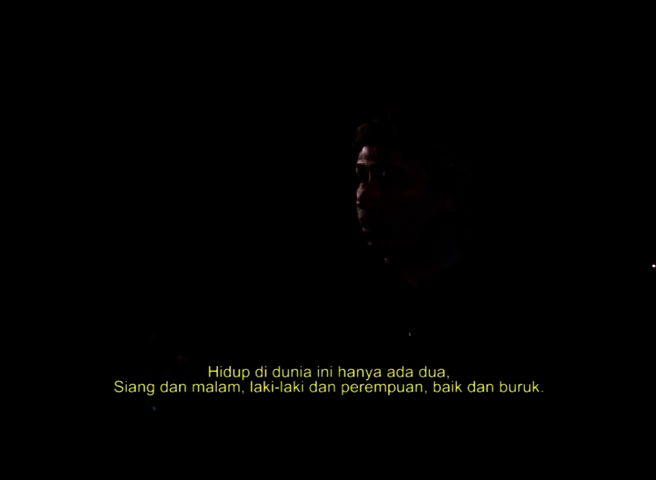 Hidup di dunia ini hanya ada dua,
Siang dan malam, laki-laki dan perempuan, baik dan buruk.